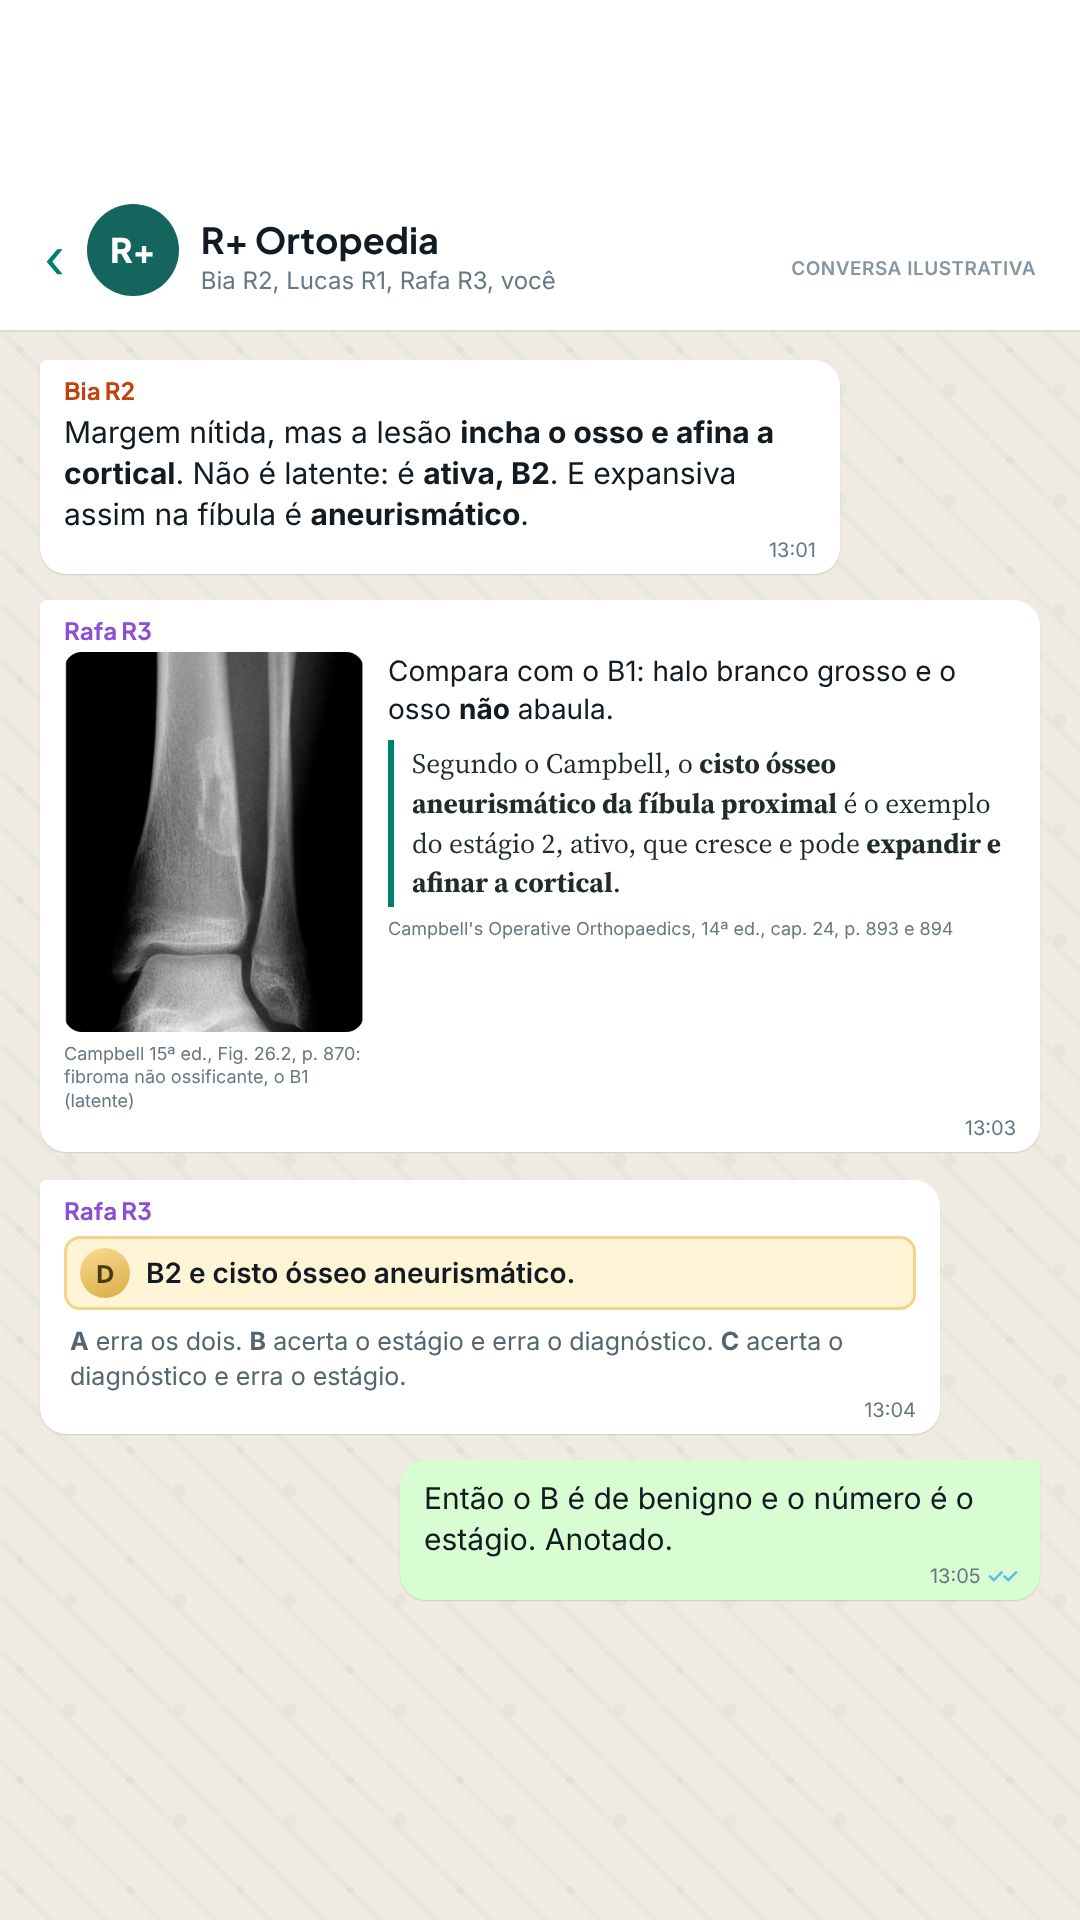 R+
R+ Ortopedia
Bia R2, Lucas R1, Rafa R3, você
CONVERSA ILUSTRATIVA
Bia R2
Margem nítida, mas a lesão incha o osso e afina a
cortical. Não é latente: é ativa, B2. E expansiva
assim na fíbula é aneurismático.
13:01
Rafa R3
Compara com o B1: halo branco grosso e o
osso não abaula.
Segundo o Campbell, o cisto ósseo
aneurismático da fíbula proximal é o exemplo
do estágio 2, ativo, que cresce e pode expandir e
afinar a cortical.
Campbell's Operative Orthopaedics, 14ª ed., cap. 24, p. 893 e 894
Campbell 15ª ed., Fig. 26.2, p. 870:
fibroma não ossificante, o B1
(latente)
13:03
Rafa R3
D B2 e cisto ósseo aneurismático.
A erra os dois. B acerta o estágio e erra o diagnóstico. C acerta o
diagnóstico e erra o estágio.
13:04
Então o B é de benigno e o número é o
estágio. Anotado.
13:05